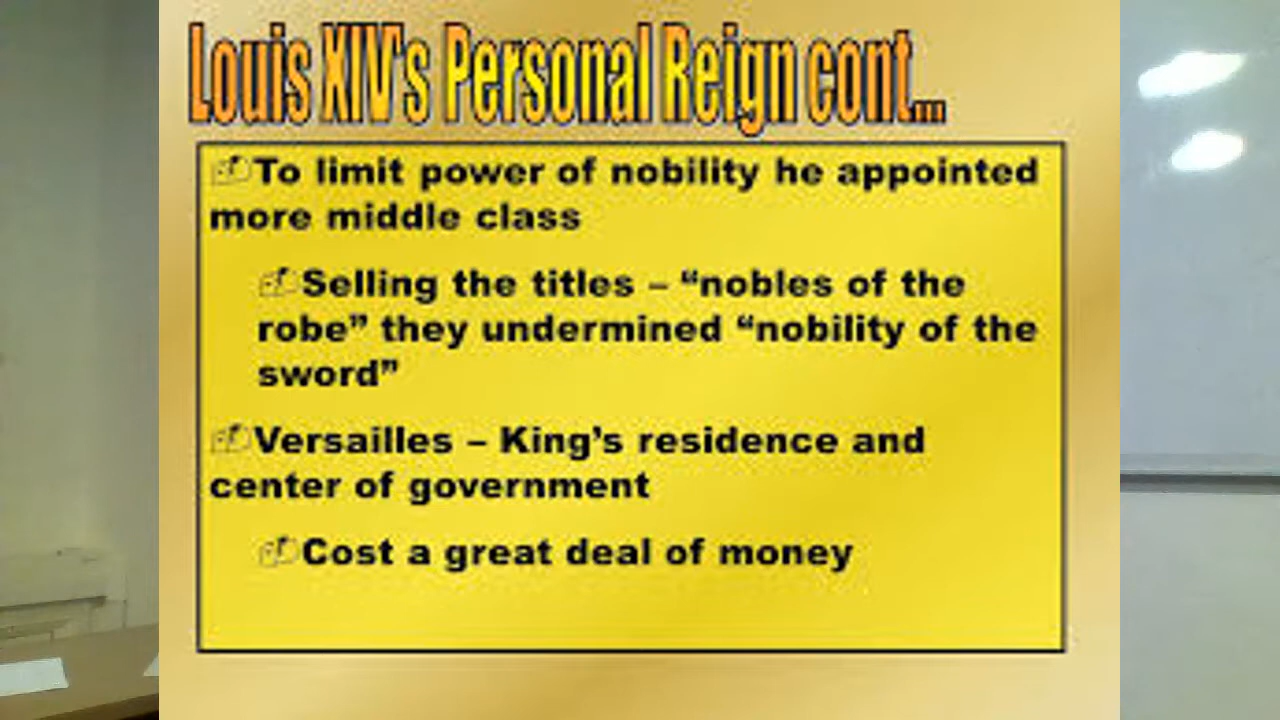 Louis XIV's Personal Reign cont...
To limit power of nobility he appointed
more middle class
Selling the titles – “nobles of the
robe” they undermined “nobility of the
sword”
Versailles – King’s residence and
center of government
Cost a great deal of money